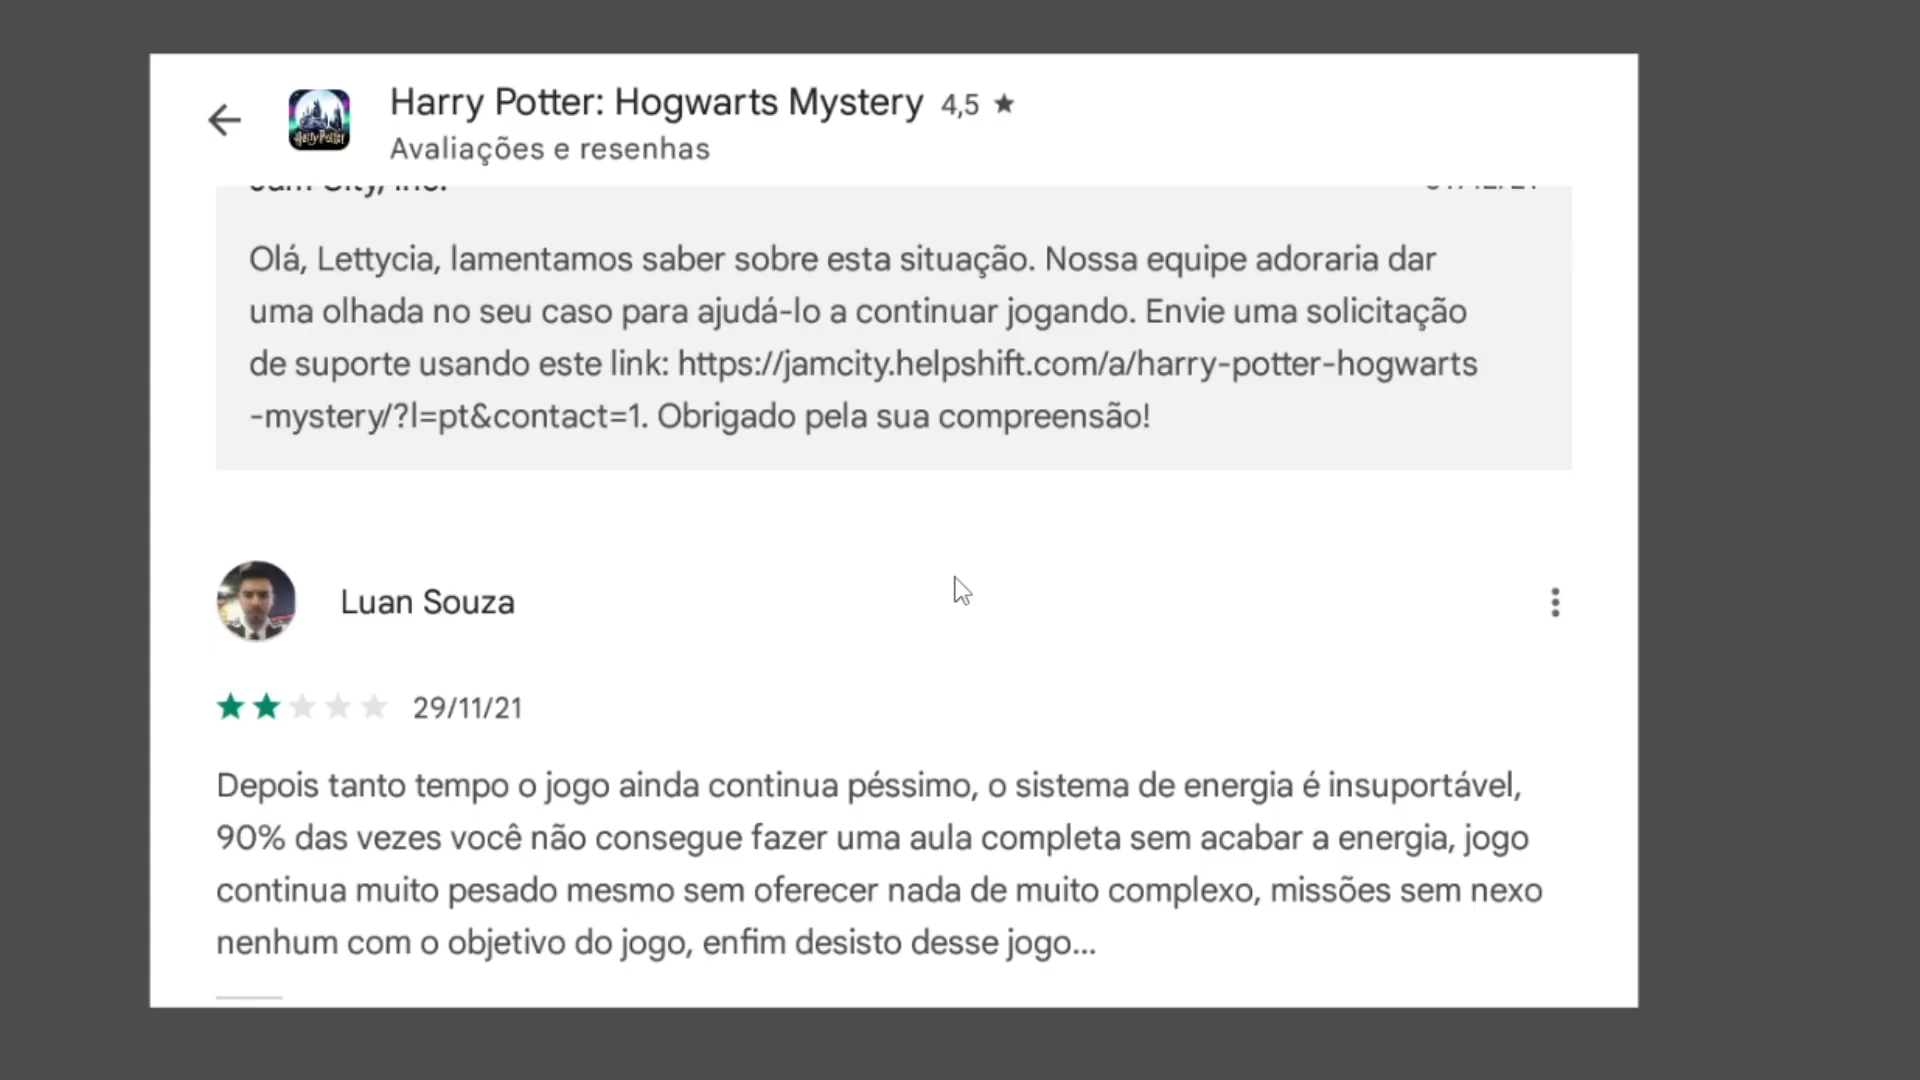 Harry Potter: Hogwarts Mystery 4,5 ★
Avaliações e resenhas
Jam City, Inc.
Olá, Lettycia, lamentamos saber sobre esta situação. Nossa equipe adoraria dar
uma olhada no seu caso para ajudá-lo a continuar jogando. Envie uma solicitação
de suporte usando este link: https://jamcity.helpshift.com/a/harry-potter-hogwarts
-mystery/?l=pt&contact=1. Obrigado pela sua compreensão!
Luan Souza
29/11/21
Depois tanto tempo o jogo ainda continua péssimo, o sistema de energia é insuportável,
90% das vezes você não consegue fazer uma aula completa sem acabar a energia, jogo
continua muito pesado mesmo sem oferecer nada de muito complexo, missões sem nexo
nenhum com o objetivo do jogo, enfim desisto desse jogo...